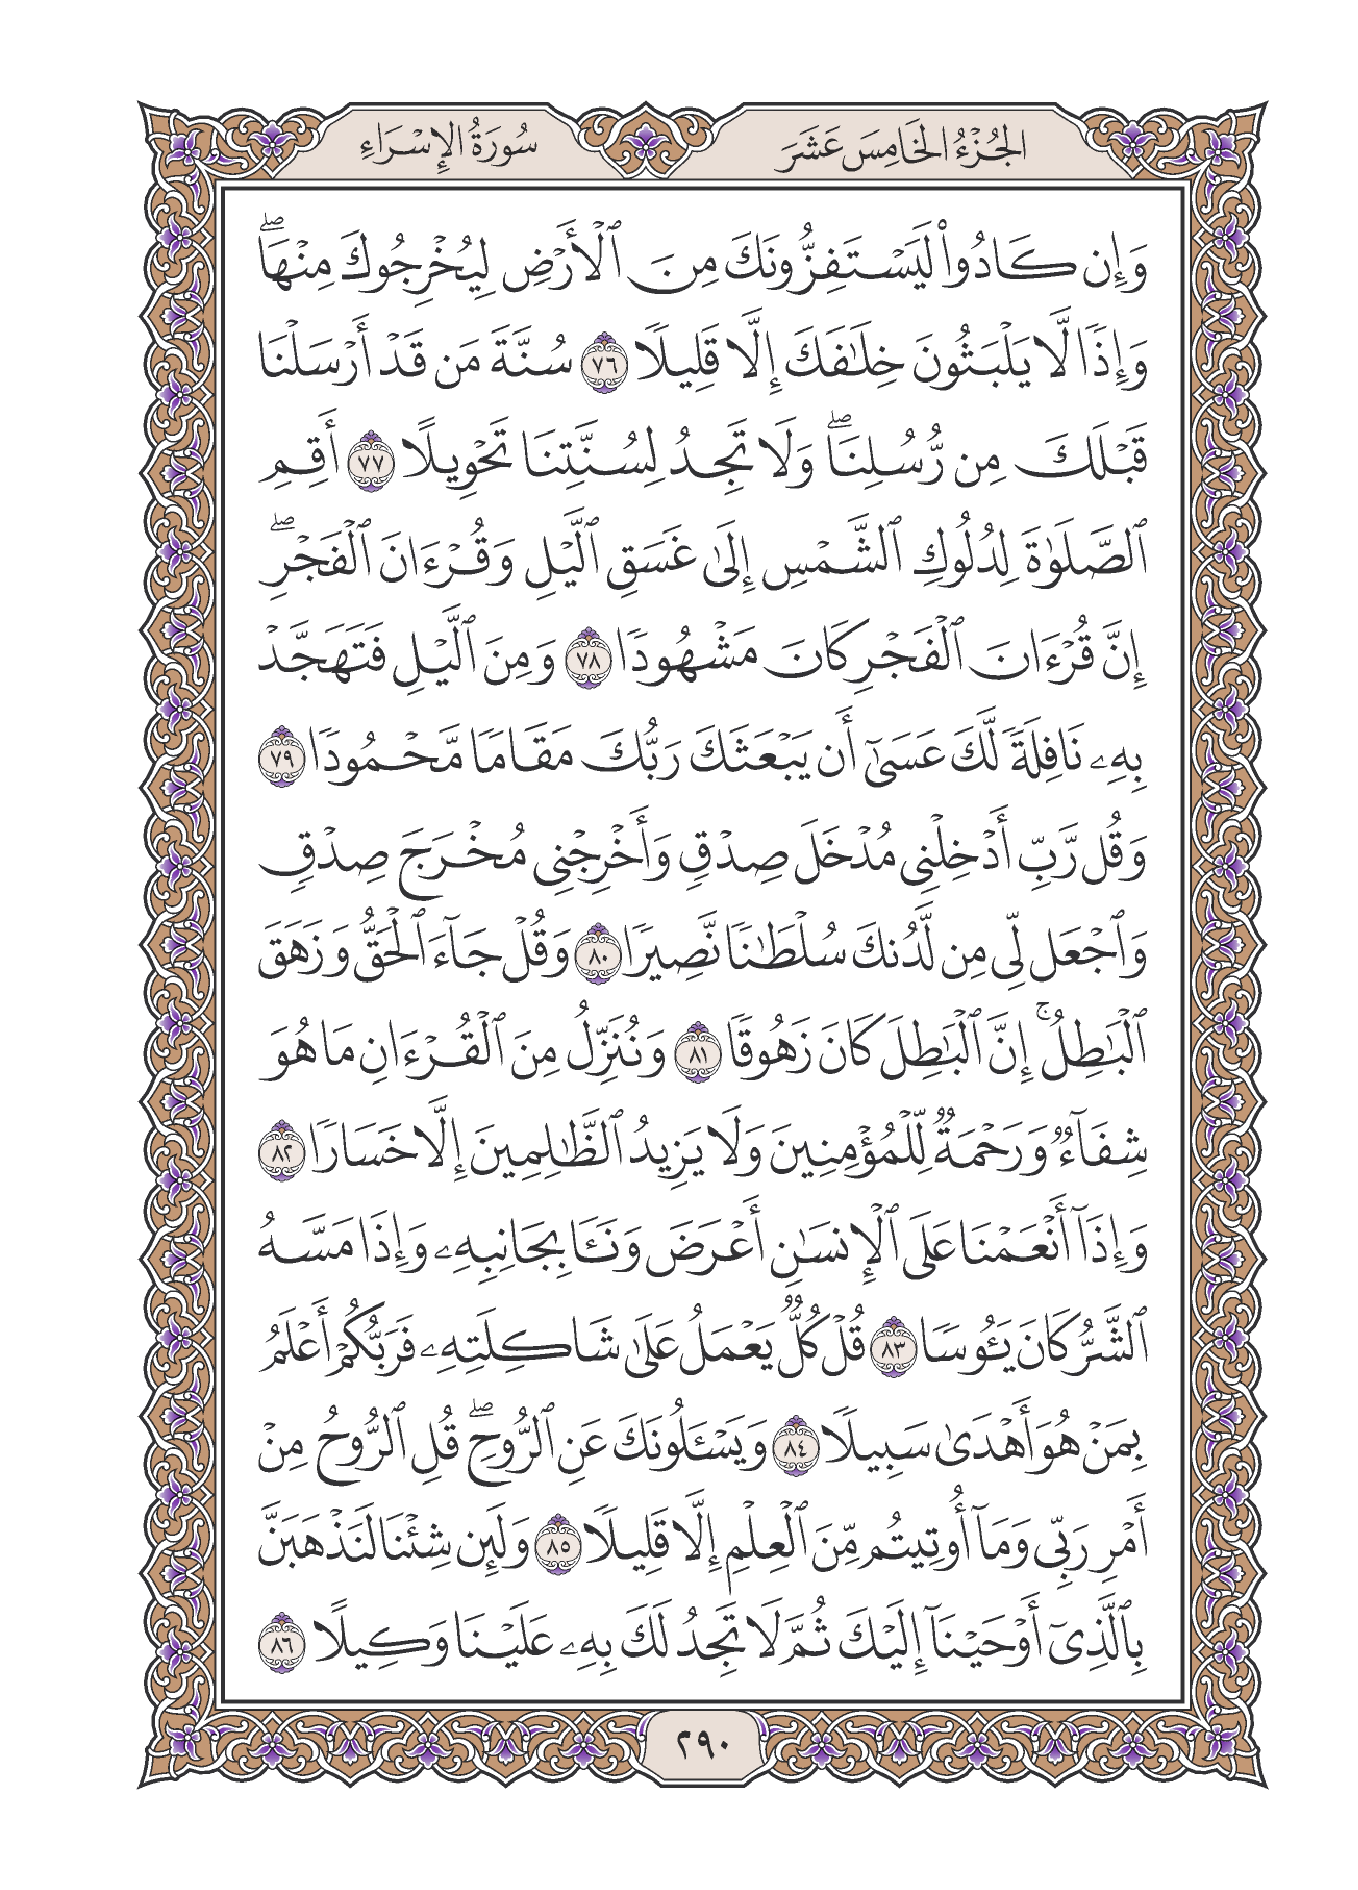 الجُزْءُ الخَامِسَ عَشَرَ
سُورَةُ الإِسْرَاءِ
وَإِن كَادُوا۟ لَيَسْتَفِزُّونَكَ مِنَ ٱلْأَرْضِ لِيُخْرِجُوكَ مِنْهَاۖ
وَإِذًا لَّا يَلْبَثُونَ خِلَـٰفَكَ إِلَّا قَلِيلًا ٧٦ سُنَّةَ مَن قَدْ أَرْسَلْنَا
قَبْلَكَ مِن رُّسُلِنَاۖ وَلَا تَجِدُ لِسُنَّتِنَا تَحْوِيلًا ٧٧ أَقِمِ
ٱلصَّلَوٰةَ لِدُلُوكِ ٱلشَّمْسِ إِلَىٰ غَسَقِ ٱلَّيْلِ وَقُرْءَانَ ٱلْفَجْرِۖ
إِنَّ قُرْءَانَ ٱلْفَجْرِ كَانَ مَشْهُودًا ٧٨ وَمِنَ ٱلَّيْلِ فَتَهَجَّدْ
بِهِۦ نَافِلَةً لَّكَ عَسَىٰٓ أَن يَبْعَثَكَ رَبُّكَ مَقَامًا مَّحْمُودًا ٧٩
وَقُل رَّبِّ أَدْخِلْنِى مُدْخَلَ صِدْقٍ وَأَخْرِجْنِى مُخْرَجَ صِدْقٍ
وَٱجْعَل لِّى مِن لَّدُنكَ سُلْطَـٰنًا نَّصِيرًا ٨٠ وَقُلْ جَآءَ ٱلْحَقُّ وَزَهَقَ
ٱلْبَـٰطِلُۚ إِنَّ ٱلْبَـٰطِلَ كَانَ زَهُوقًا ٨١ وَنُنَزِّلُ مِنَ ٱلْقُرْءَانِ مَا هُوَ
شِفَآءٌ وَرَحْمَةٌ لِّلْمُؤْمِنِينَ وَلَا يَزِيدُ ٱلظَّـٰلِمِينَ إِلَّا خَسَارًا ٨٢
وَإِذَآ أَنْعَمْنَا عَلَى ٱلْإِنسَـٰنِ أَعْرَضَ وَنَـَٔا بِجَانِبِهِۦ وَإِذَا مَسَّهُ
ٱلشَّرُّ كَانَ يَـُٔوسًا ٨٣ قُلْ كُلٌّ يَعْمَلُ عَلَىٰ شَاكِلَتِهِۦ فَرَبُّكُمْ أَعْلَمُ
بِمَنْ هُوَ أَهْدَىٰ سَبِيلًا ٨٤ وَيَسْـَٔلُونَكَ عَنِ ٱلرُّوحِۖ قُلِ ٱلرُّوحُ مِنْ
أَمْرِ رَبِّى وَمَآ أُوتِيتُم مِّنَ ٱلْعِلْمِ إِلَّا قَلِيلًا ٨٥ وَلَئِن شِئْنَا لَنَذْهَبَنَّ
بِٱلَّذِىٓ أَوْحَيْنَآ إِلَيْكَ ثُمَّ لَا تَجِدُ لَكَ بِهِۦ عَلَيْنَا وَكِيلًا ٨٦
٢٩٠